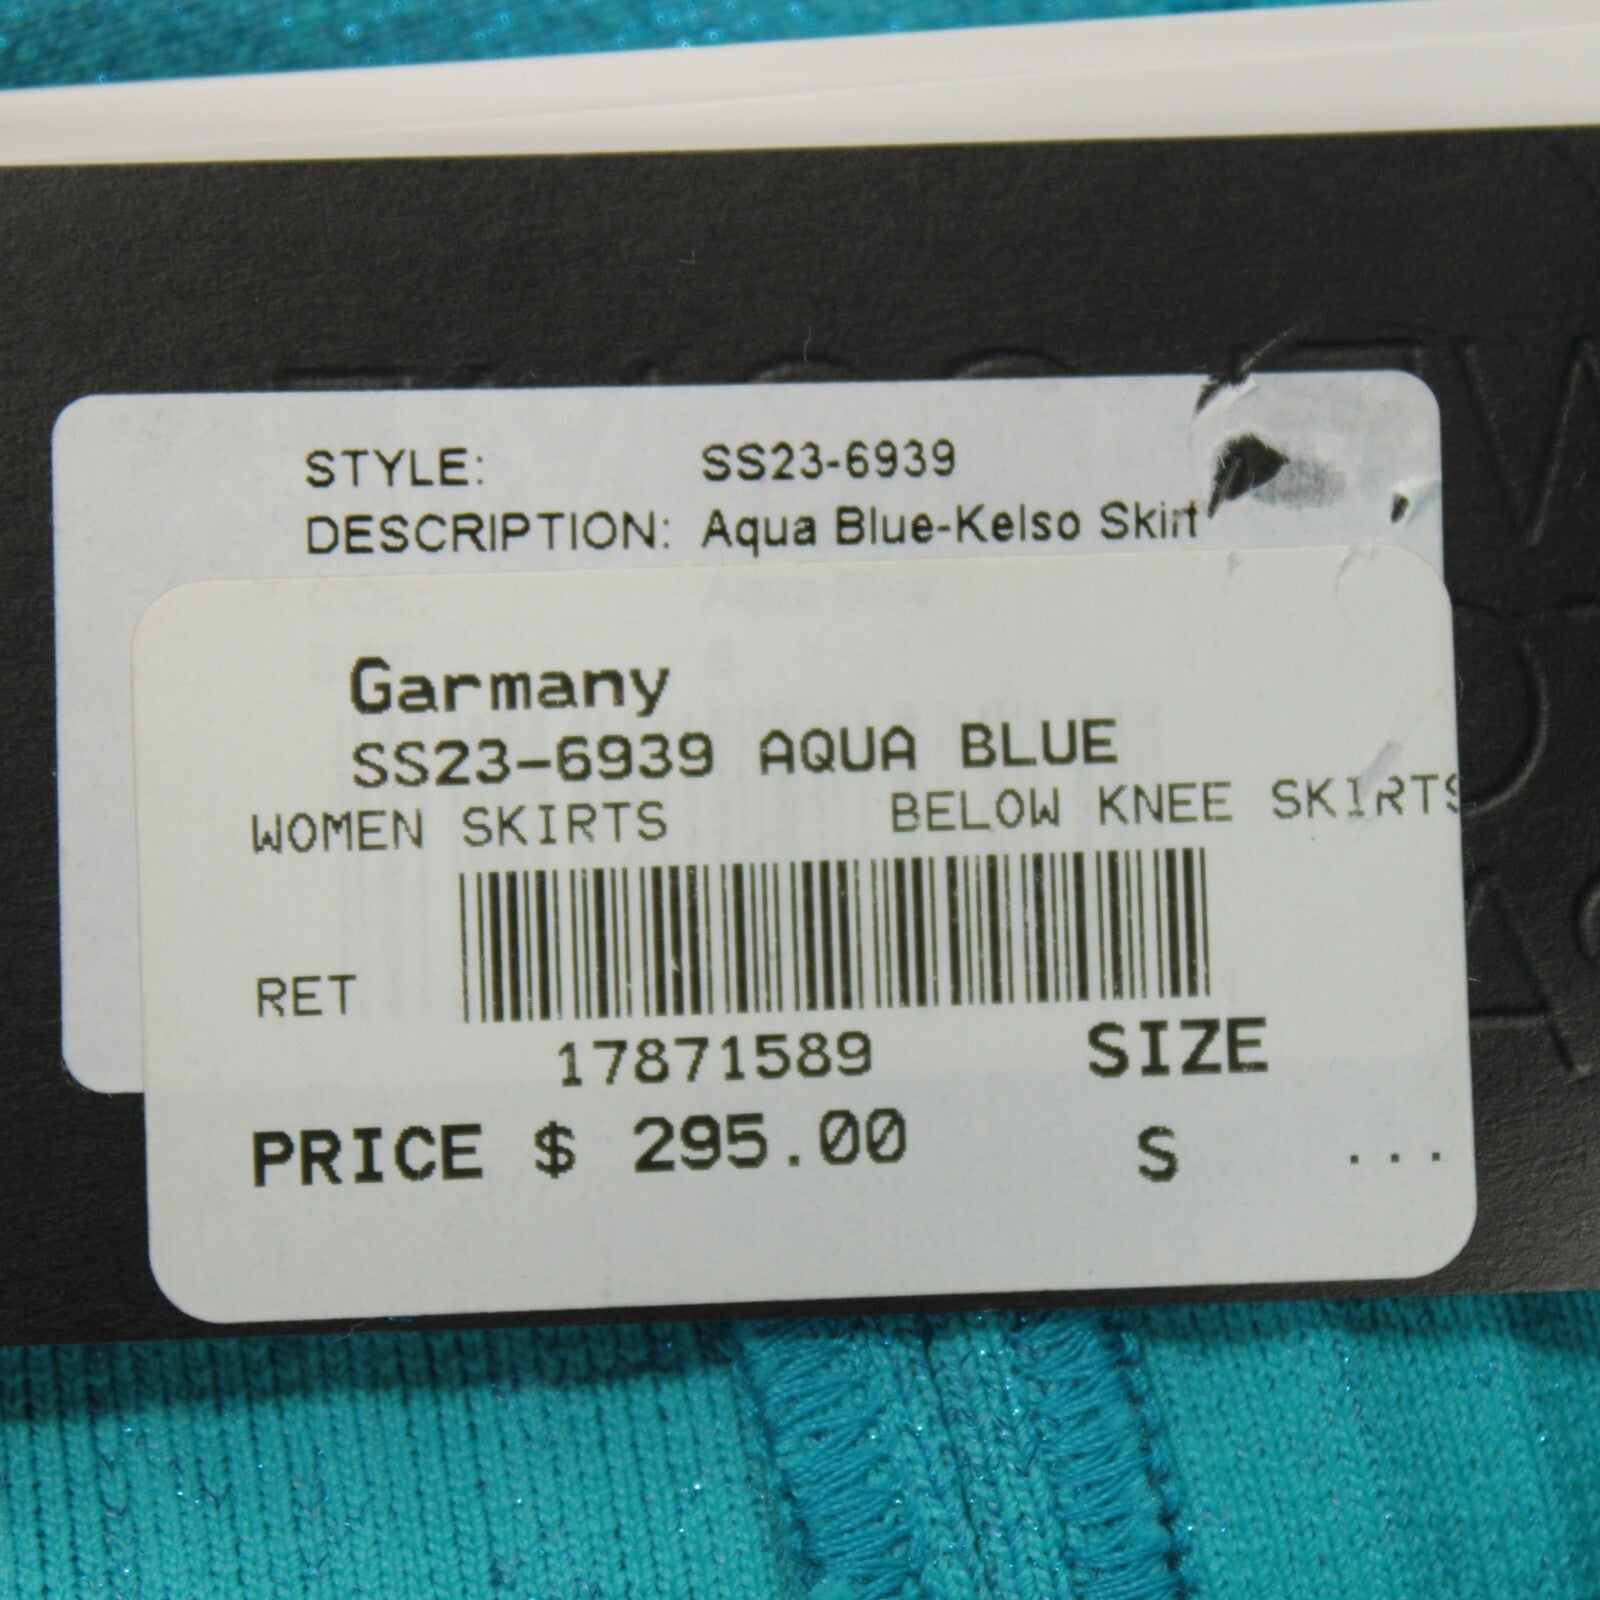 STYLE: SS23-6939
DESCRIPTION: Aqua Blue-Kelso Skirt
Garmany
SS23-6939 AQUA BLUE
WOMEN SKIRTS BELOW KNEE SKIRTS
RET
17871589 SIZE
PRICE $ 295.00 S ...